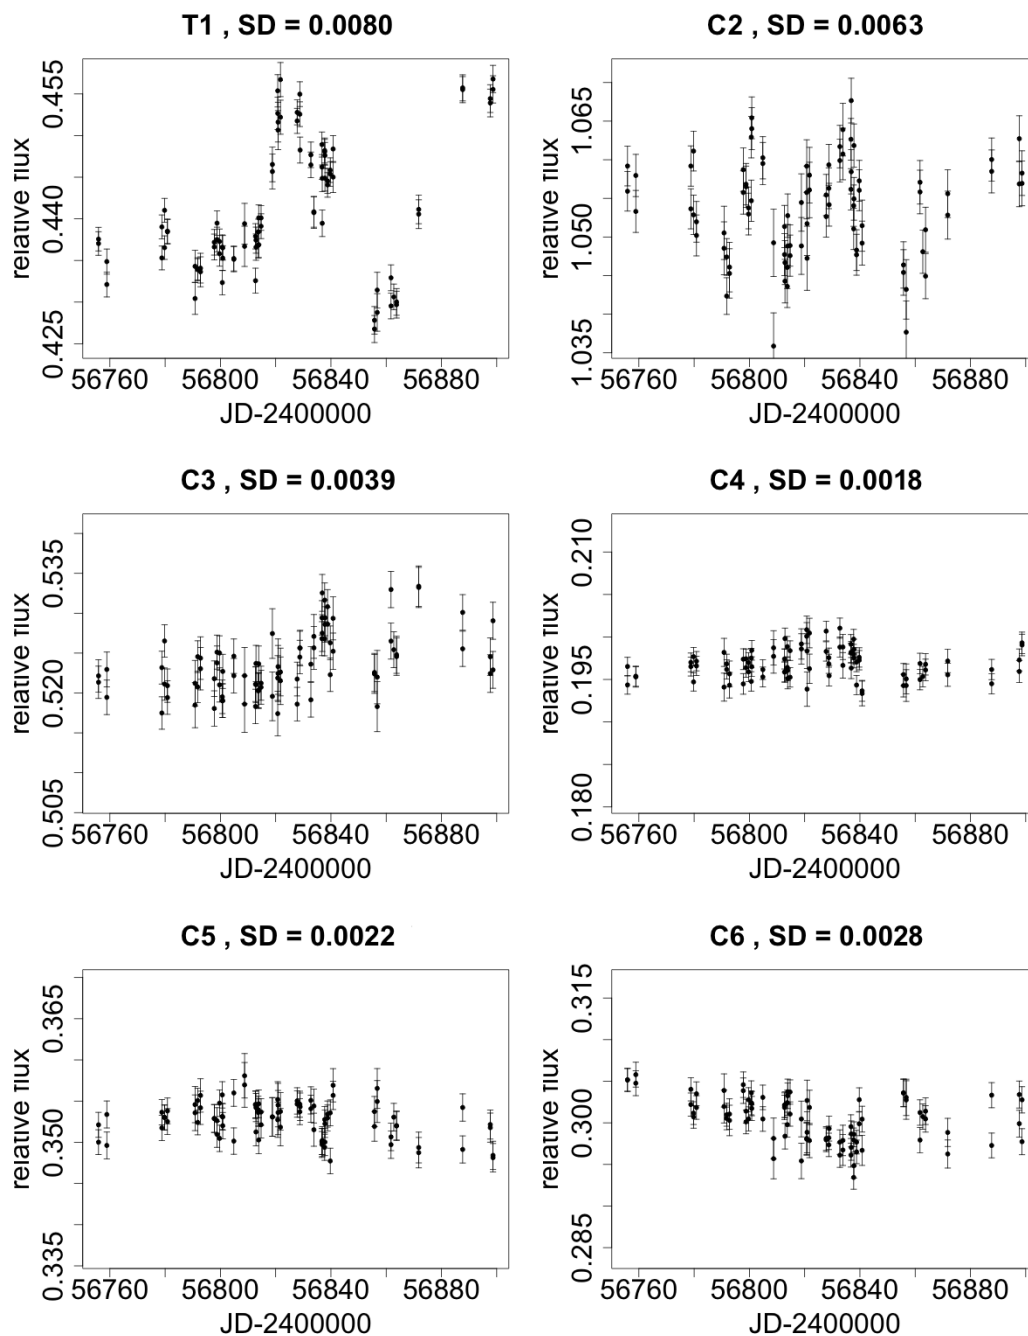 T1 , SD = 0.0080
C2 , SD = 0.0063
relative flux
0.455
0.440
0.425
56760 56800 56840 56880
JD-2400000
relative flux
1.065
1.050
1.035
56760 56800 56840 56880
JD-2400000
C3 , SD = 0.0039
C4 , SD = 0.0018
relative flux
0.535
0.520
0.505
56760 56800 56840 56880
JD-2400000
relative flux
0.210
0.195
0.180
56760 56800 56840 56880
JD-2400000
C5 , SD = 0.0022
C6 , SD = 0.0028
relative flux
0.365
0.350
0.335
56760 56800 56840 56880
JD-2400000
relative flux
0.315
0.300
0.285
56760 56800 56840 56880
JD-2400000